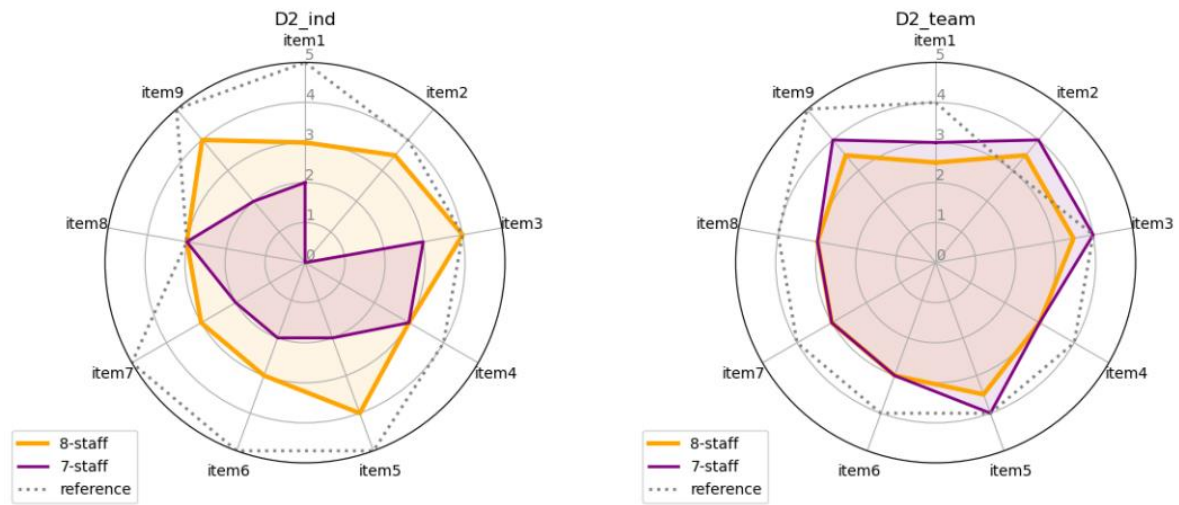 D2_ind
item1
5
item9
item2
4
3
2
item8
item3
1
0
item7
item4
item6
item5
8-staff
7-staff
reference
D2_team
item1
5
item9
item2
4
3
2
item8
item3
1
0
item7
item4
item6
item5
8-staff
7-staff
reference